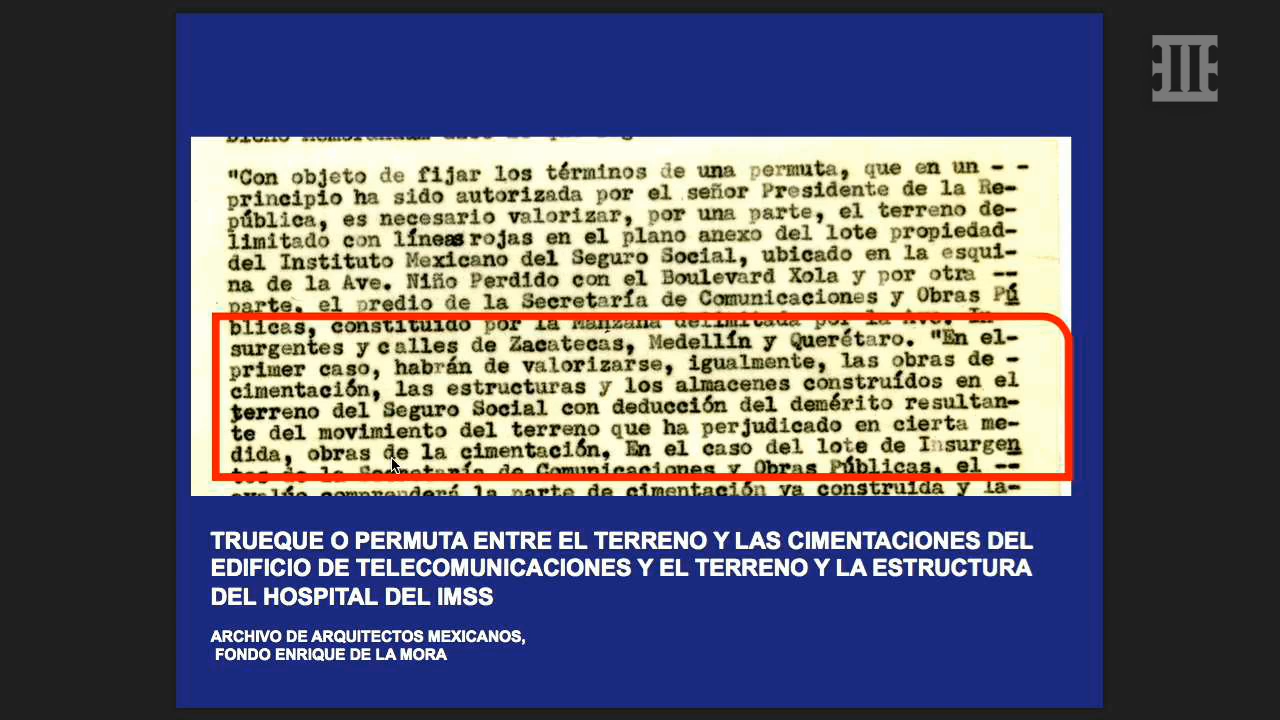 "Con objeto de fijar los términos de una permuta, que en un - -
principio ha sido autorizada por el señor Presidente de la Re-
pública, es necesario valorizar, por una parte, el terreno de-
limitado con líneas rojas en el plano anexo del lote propiedad-
del Instituto Mexicano del Seguro Social, ubicado en la esqui-
na de la Ave. Niño Perdido con el Boulevard Xola y por otra --
parte, el predio de la Secretaría de Comunicaciones y Obras Pú
blicas, constituido por la Manzana delimitada por la Ave. In-
surgentes y calles de Zacatecas, Medellín y Querétaro. "En el-
primer caso, habrán de valorizarse, igualmente, las obras de -
cimentación, las estructuras y los almacenes construídos en el
terreno del Seguro Social con deducción del demérito resultan-
te del movimiento del terreno que ha perjudicado en cierta me-
dida, obras de la cimentación. En el caso del lote de Insurgen
tes de la Secretaría de Comunicaciones y Obras Públicas, el --
avalúo comprenderá la parte de cimentación ya construida y la-
TRUEQUE O PERMUTA ENTRE EL TERRENO Y LAS CIMENTACIONES DEL
EDIFICIO DE TELECOMUNICACIONES Y EL TERRENO Y LA ESTRUCTURA
DEL HOSPITAL DEL IMSS
ARCHIVO DE ARQUITECTOS MEXICANOS,
FONDO ENRIQUE DE LA MORA